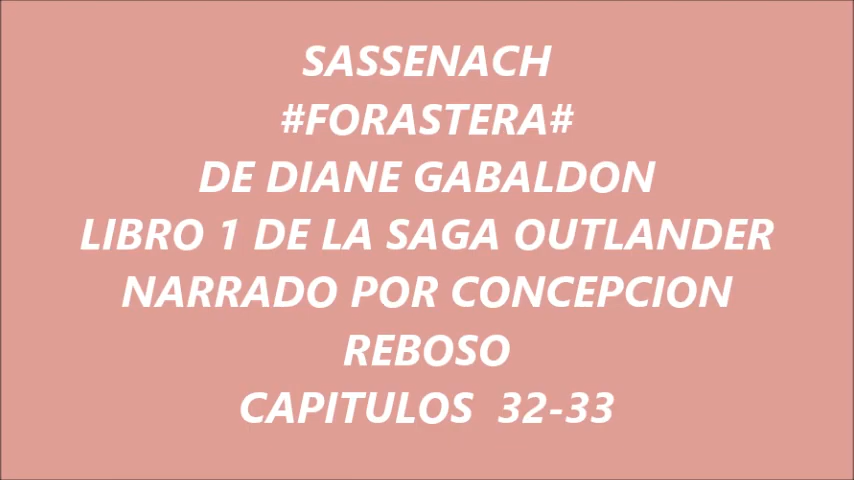 SASSENACH
#FORASTERA#
DE DIANE GABALDON
LIBRO 1 DE LA SAGA OUTLANDER
NARRADO POR CONCEPCION
REBOSO
CAPITULOS 32-33